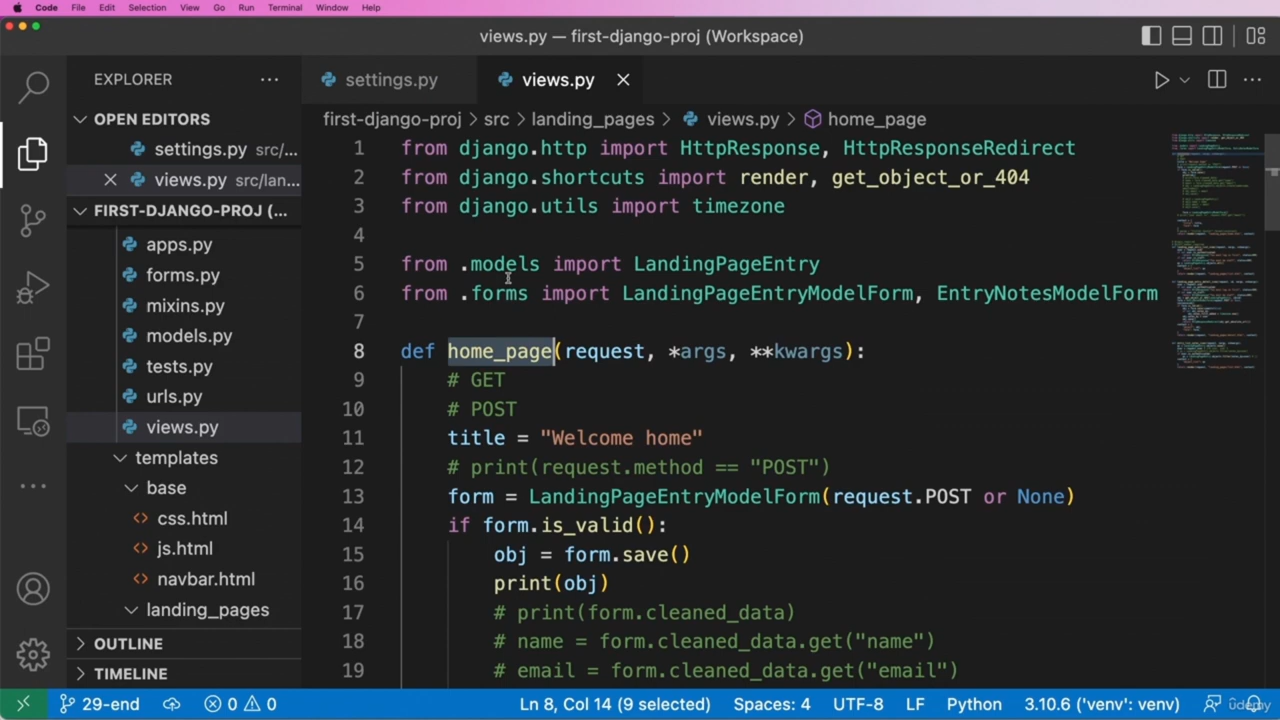 Code File Edit Selection View Go Run Terminal Window Help
views.py — first-django-proj (Workspace)
EXPLORER
settings.py
views.py
OPEN EDITORS
settings.py src/...
views.py src/lan...
FIRST-DJANGO-PROJ (...
apps.py
forms.py
mixins.py
models.py
tests.py
urls.py
views.py
templates
base
css.html
js.html
navbar.html
landing_pages
OUTLINE
TIMELINE
first-django-proj > src > landing_pages > views.py > home_page
1 from django.http import HttpResponse, HttpResponseRedirect
2 from django.shortcuts import render, get_object_or_404
3 from django.utils import timezone
4
5 from .models import LandingPageEntry
6 from .forms import LandingPageEntryModelForm, EntryNotesModelForm
7
8 def home_page(request, *args, **kwargs):
9 # GET
10 # POST
11 title = "Welcome home"
12 # print(request.method == "POST")
13 form = LandingPageEntryModelForm(request.POST or None)
14 if form.is_valid():
15 obj = form.save()
16 print(obj)
17 # print(form.cleaned_data)
18 # name = form.cleaned_data.get("name")
19 # email = form.cleaned_data.get("email")
29-end 0 0 Ln 8, Col 14 (9 selected) Spaces: 4 UTF-8 LF Python 3.10.6 ('venv': venv)
udemy